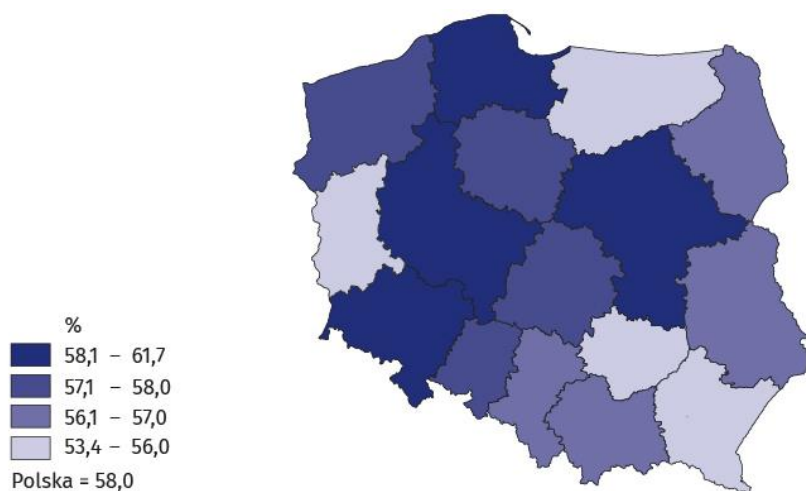 %
58,1 – 61,7
57,1 – 58,0
56,1 – 57,0
53,4 – 56,0
Polska = 58,0